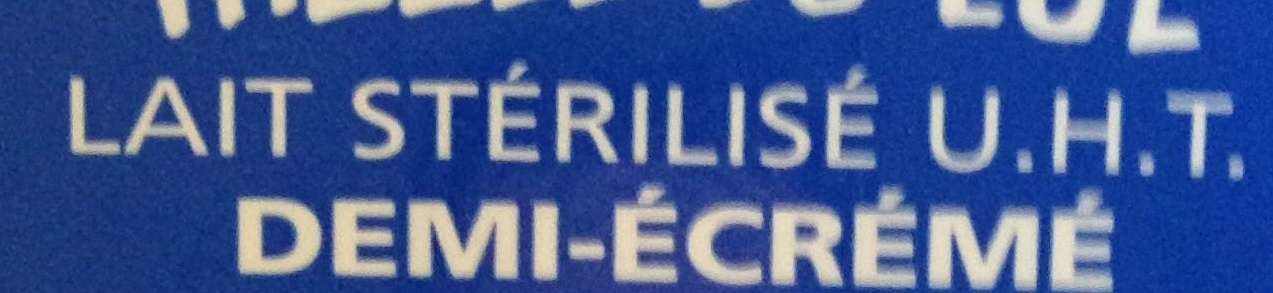 LAIT STÉRILISÉ U.H.T.
DEMI-ÉCRÉMÉ